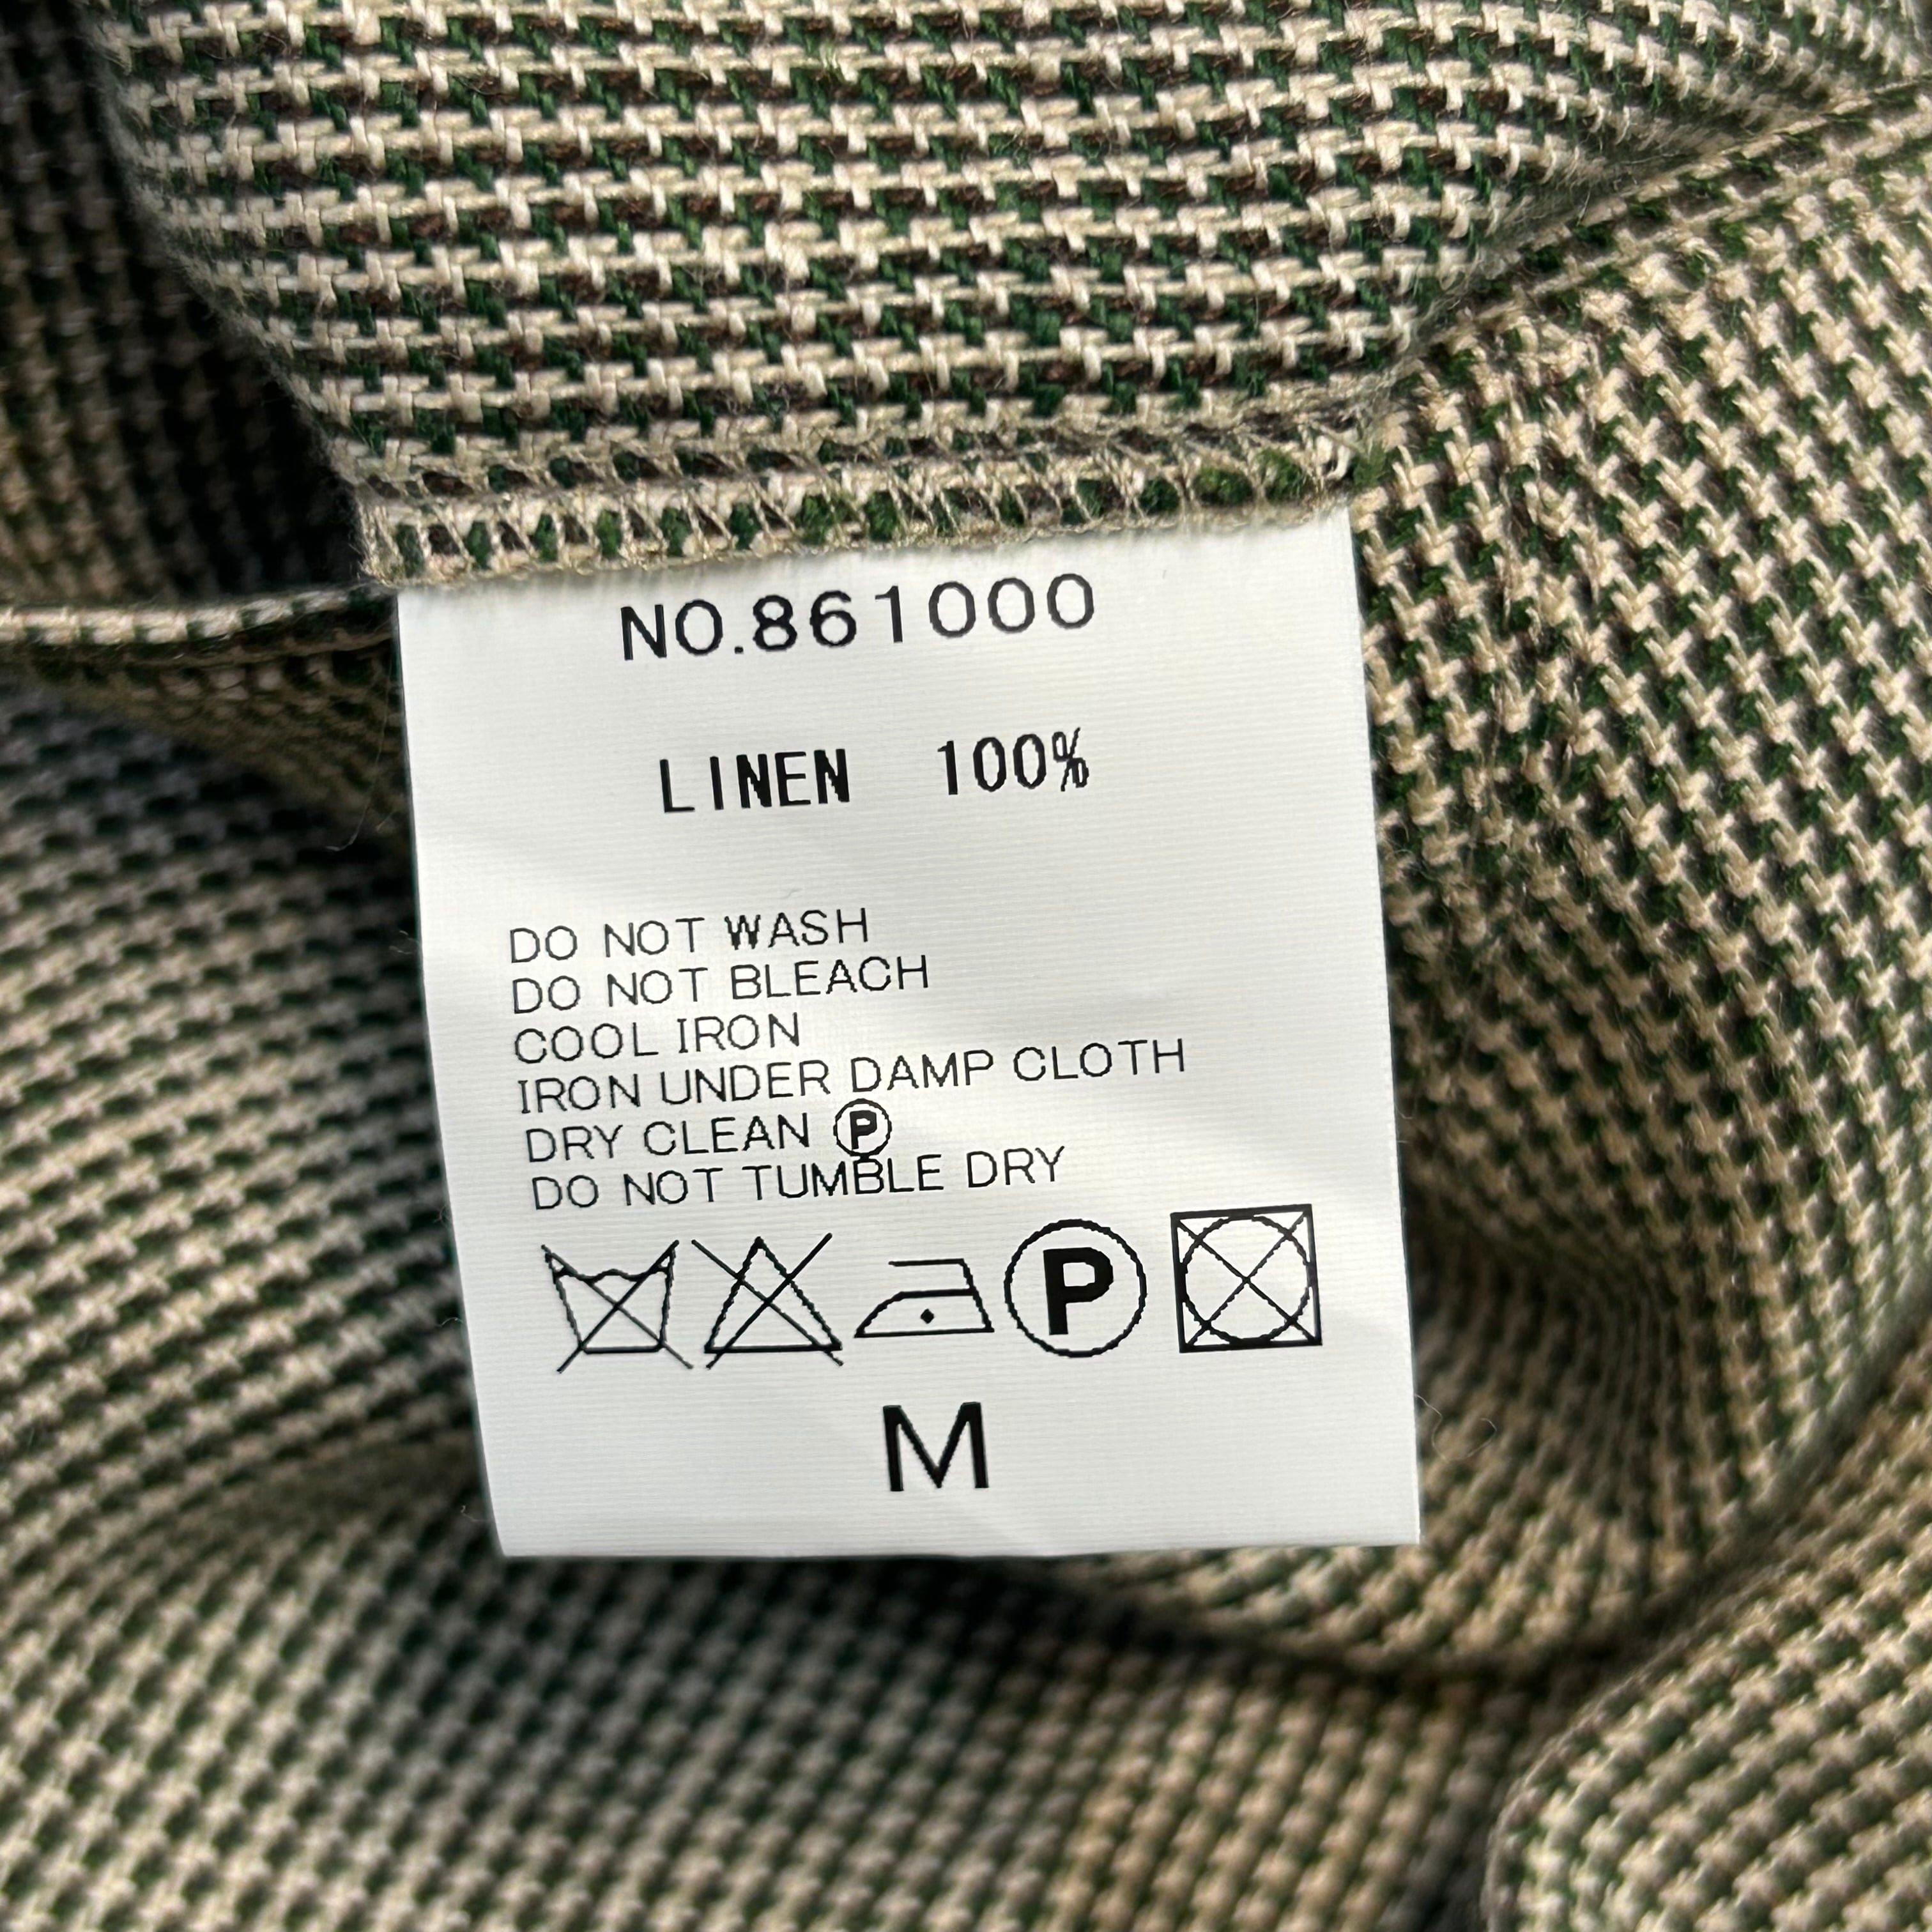 NO.861000
LINEN 100%
DO NOT WASH
DO NOT BLEACH
COOL IRON
IRON UNDER DAMP CLOTH
DRY CLEAN Ⓟ
DO NOT TUMBLE DRY
P
M